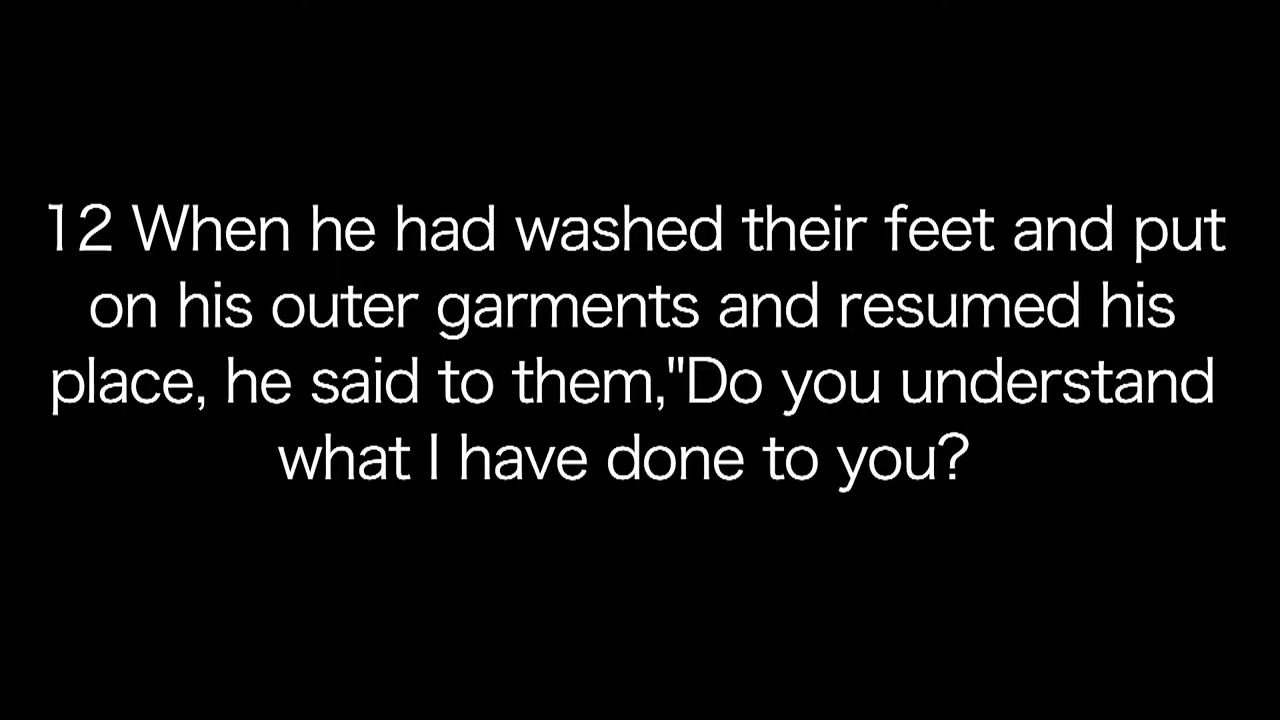 12 When he had washed their feet and put
on his outer garments and resumed his
place, he said to them,"Do you understand
what I have done to you?